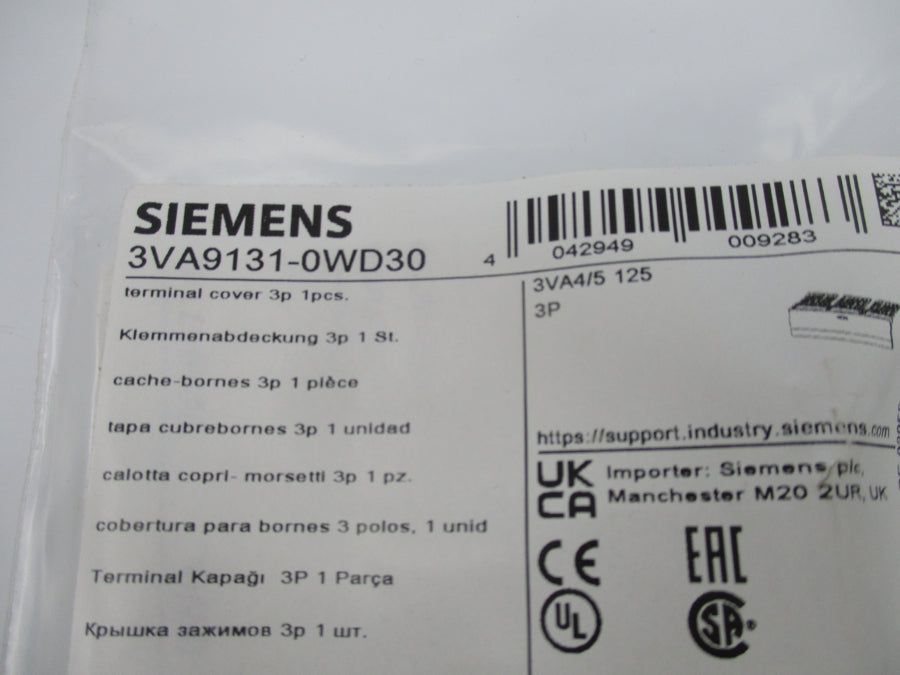 SIEMENS
3VA9131-0WD30
4 042949 009283
terminal cover 3p 1pcs.
Klemmenabdeckung 3p 1 St.
cache-bornes 3p 1 pièce
tapa cubrebornes 3p 1 unidad
calotta copri- morsetti 3p 1 pz.
cobertura para bornes 3 polos, 1 unid
Terminal Kapağı 3P 1 Parça
Крышка зажимов 3p 1 шт.
3VA4/5 125
3P
https://support.industry.siemens.com
UK
CA
Importer: Siemens plc,
Manchester M20 2UR, UK
CE
EAC
UL
SA®